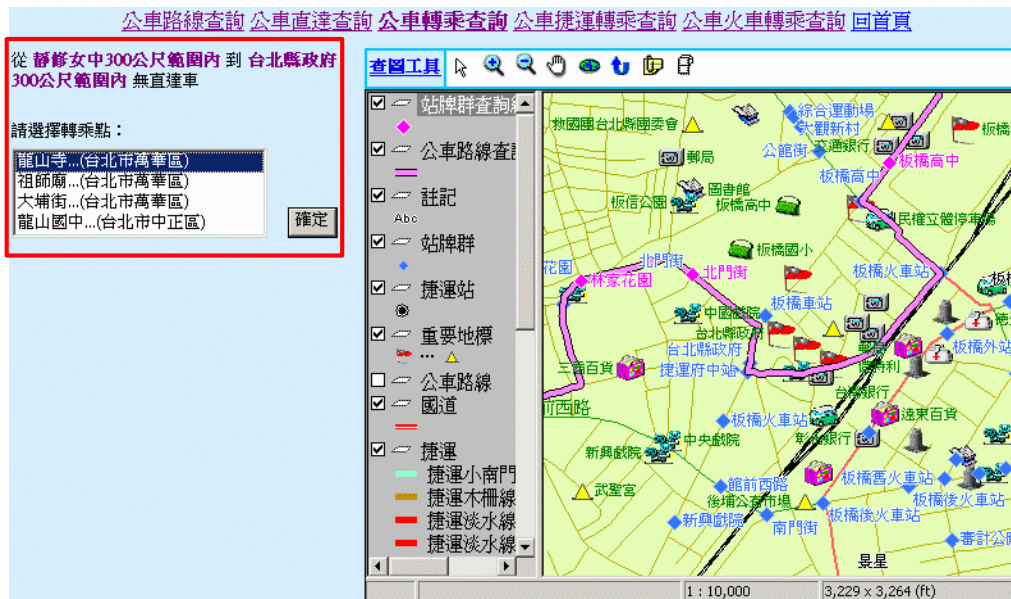 公車路線查詢 公車直達查詢 公車轉乘查詢 公車捷運轉乘查詢 公車火車轉乘查詢 回首頁
從 靜修女中300公尺範圍內 到 台北縣政府
300公尺範圍內 無直達車
請選擇轉乘點：
龍山寺...(台北市萬華區)
祖師廟...(台北市萬華區)
大埔街...(台北市萬華區)
龍山國中...(台北市中正區)
確定
查圖工具
站牌群查詢
公車路線查
註記
Abc
站牌群
捷運站
重要地標
...
公車路線
國道
捷運
捷運小南門
捷運木柵線
捷運淡水線
捷運淡水線
救國團台北縣團委會
綜合運動場
大觀新村
公館街
交通銀行
板橋
郵局
板橋高中
板橋高中
圖書館
板信公園
板橋高中
民權立體停車場
板橋國小
花園
北門街
林家花園
北門街
板橋火車站
板橋車站
中國戲院
台北縣政府
台北縣政府
郵局
板橋外站
三商百貨
捷運府中站
台灣銀行
前西路
遠東百貨
板橋火車站
中央戲院
彰化銀行
新興戲院
板橋舊火車站
武聖宮
館前西路
後埔公有市場
板橋後火車站
板橋後火車站
新興戲院
南門街
審計公
景星
1 : 10,000
3,229 x 3,264 (ft)